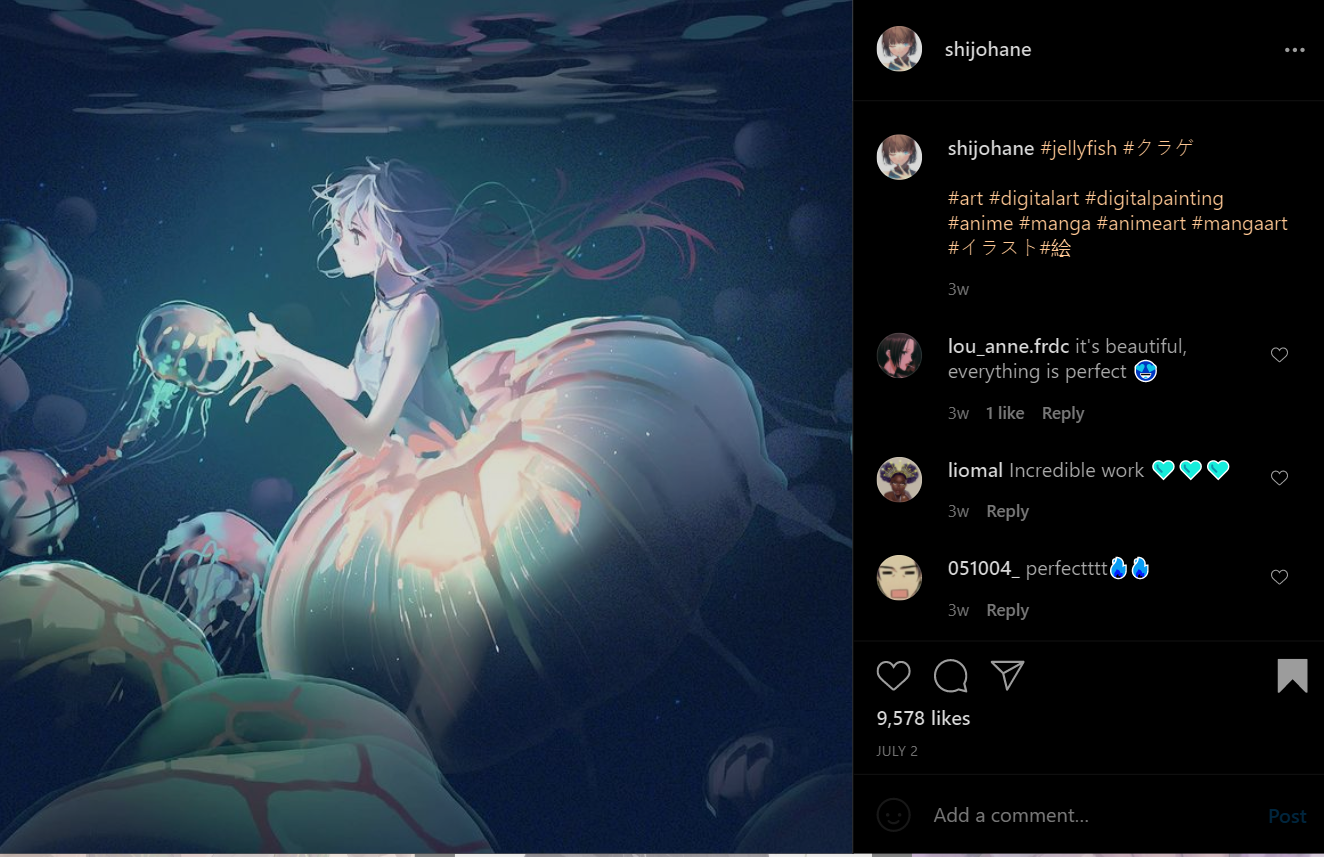 shijohane
shijohane #jellyfish #クラゲ
#art #digitalart #digitalpainting
#anime #manga #animeart #mangaart
#イラスト#絵
3w
lou_anne.frdc it's beautiful,
everything is perfect 🤩
3w 1 like Reply
liomal Incredible work 💙💙💙
3w Reply
051004_ perfectttt🔥🔥
3w Reply
9,578 likes
JULY 2
Add a comment... Post